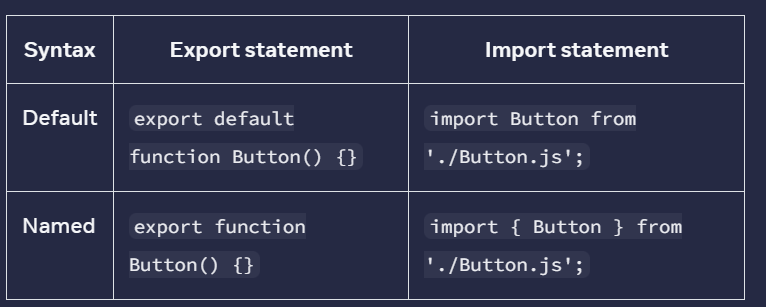 Syntax Export statement Import statement
Default
export default
function Button() {}
import Button from
'./Button.js';
Named
export function
Button() {}
import { Button } from
'./Button.js';